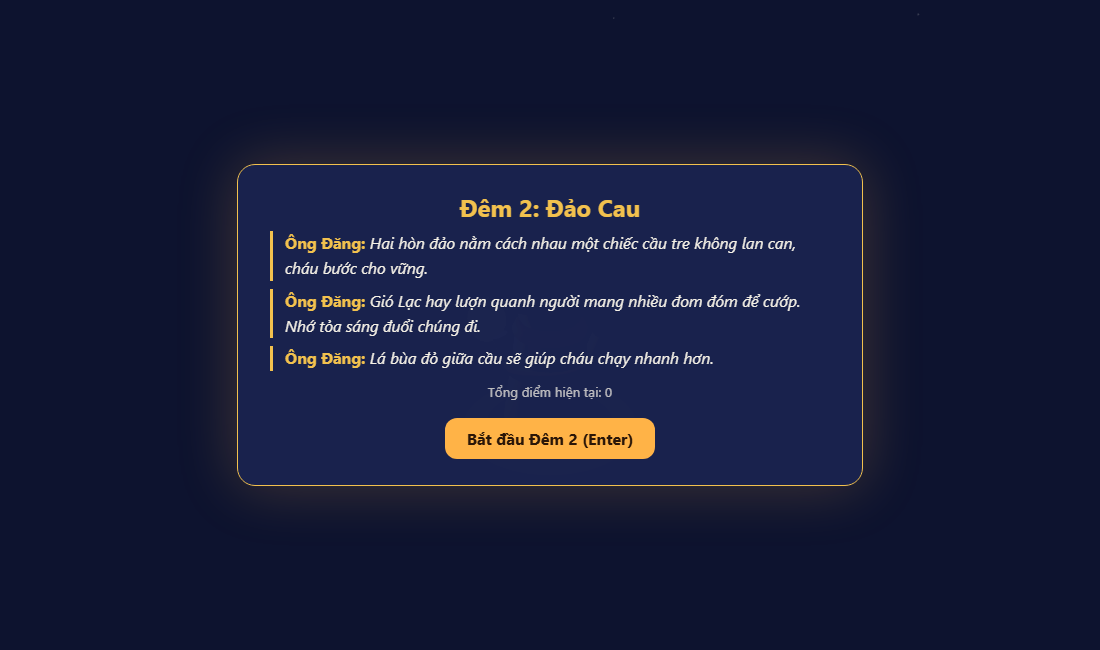 Đêm 2: Đảo Cau
Ông Đăng: Hai hòn đảo nằm cách nhau một chiếc cầu tre không lan can,
cháu bước cho vững.
Ông Đăng: Gió Lạc hay lượn quanh người mang nhiều đom đóm để cướp.
Nhớ tỏa sáng đuổi chúng đi.
Ông Đăng: Lá bùa đỏ giữa cầu sẽ giúp cháu chạy nhanh hơn.
Tổng điểm hiện tại: 0
Bắt đầu Đêm 2 (Enter)